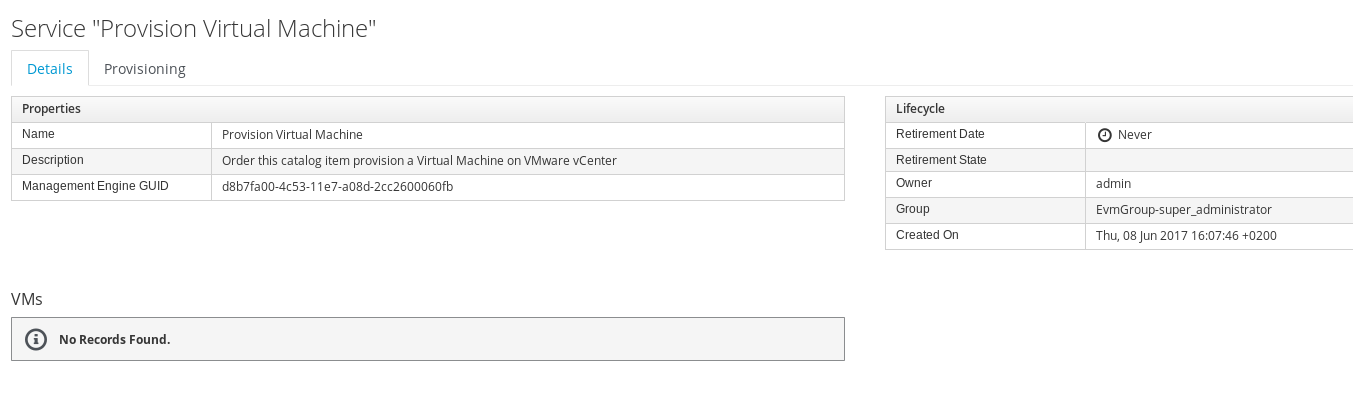 Service "Provision Virtual Machine"
Details Provisioning
Properties
Name Provision Virtual Machine
Description Order this catalog item provision a Virtual Machine on VMware vCenter
Management Engine GUID d8b7fa00-4c53-11e7-a08d-2cc2600060fb
Lifecycle
Retirement Date Never
Retirement State
Owner admin
Group EvmGroup-super_administrator
Created On Thu, 08 Jun 2017 16:07:46 +0200
VMs
No Records Found.